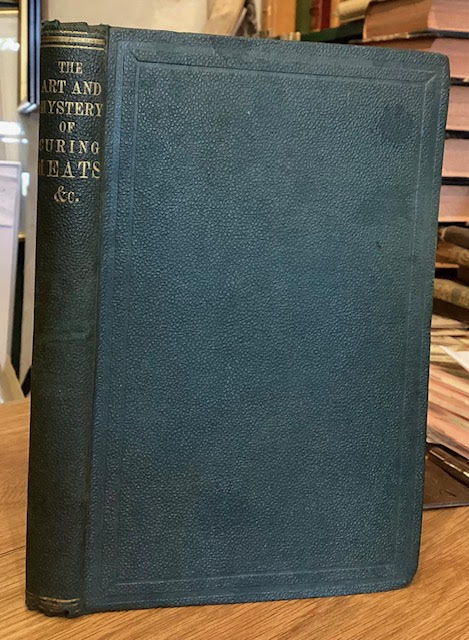 THE
ART AND
MYSTERY
OF
CURING
MEATS
&c.